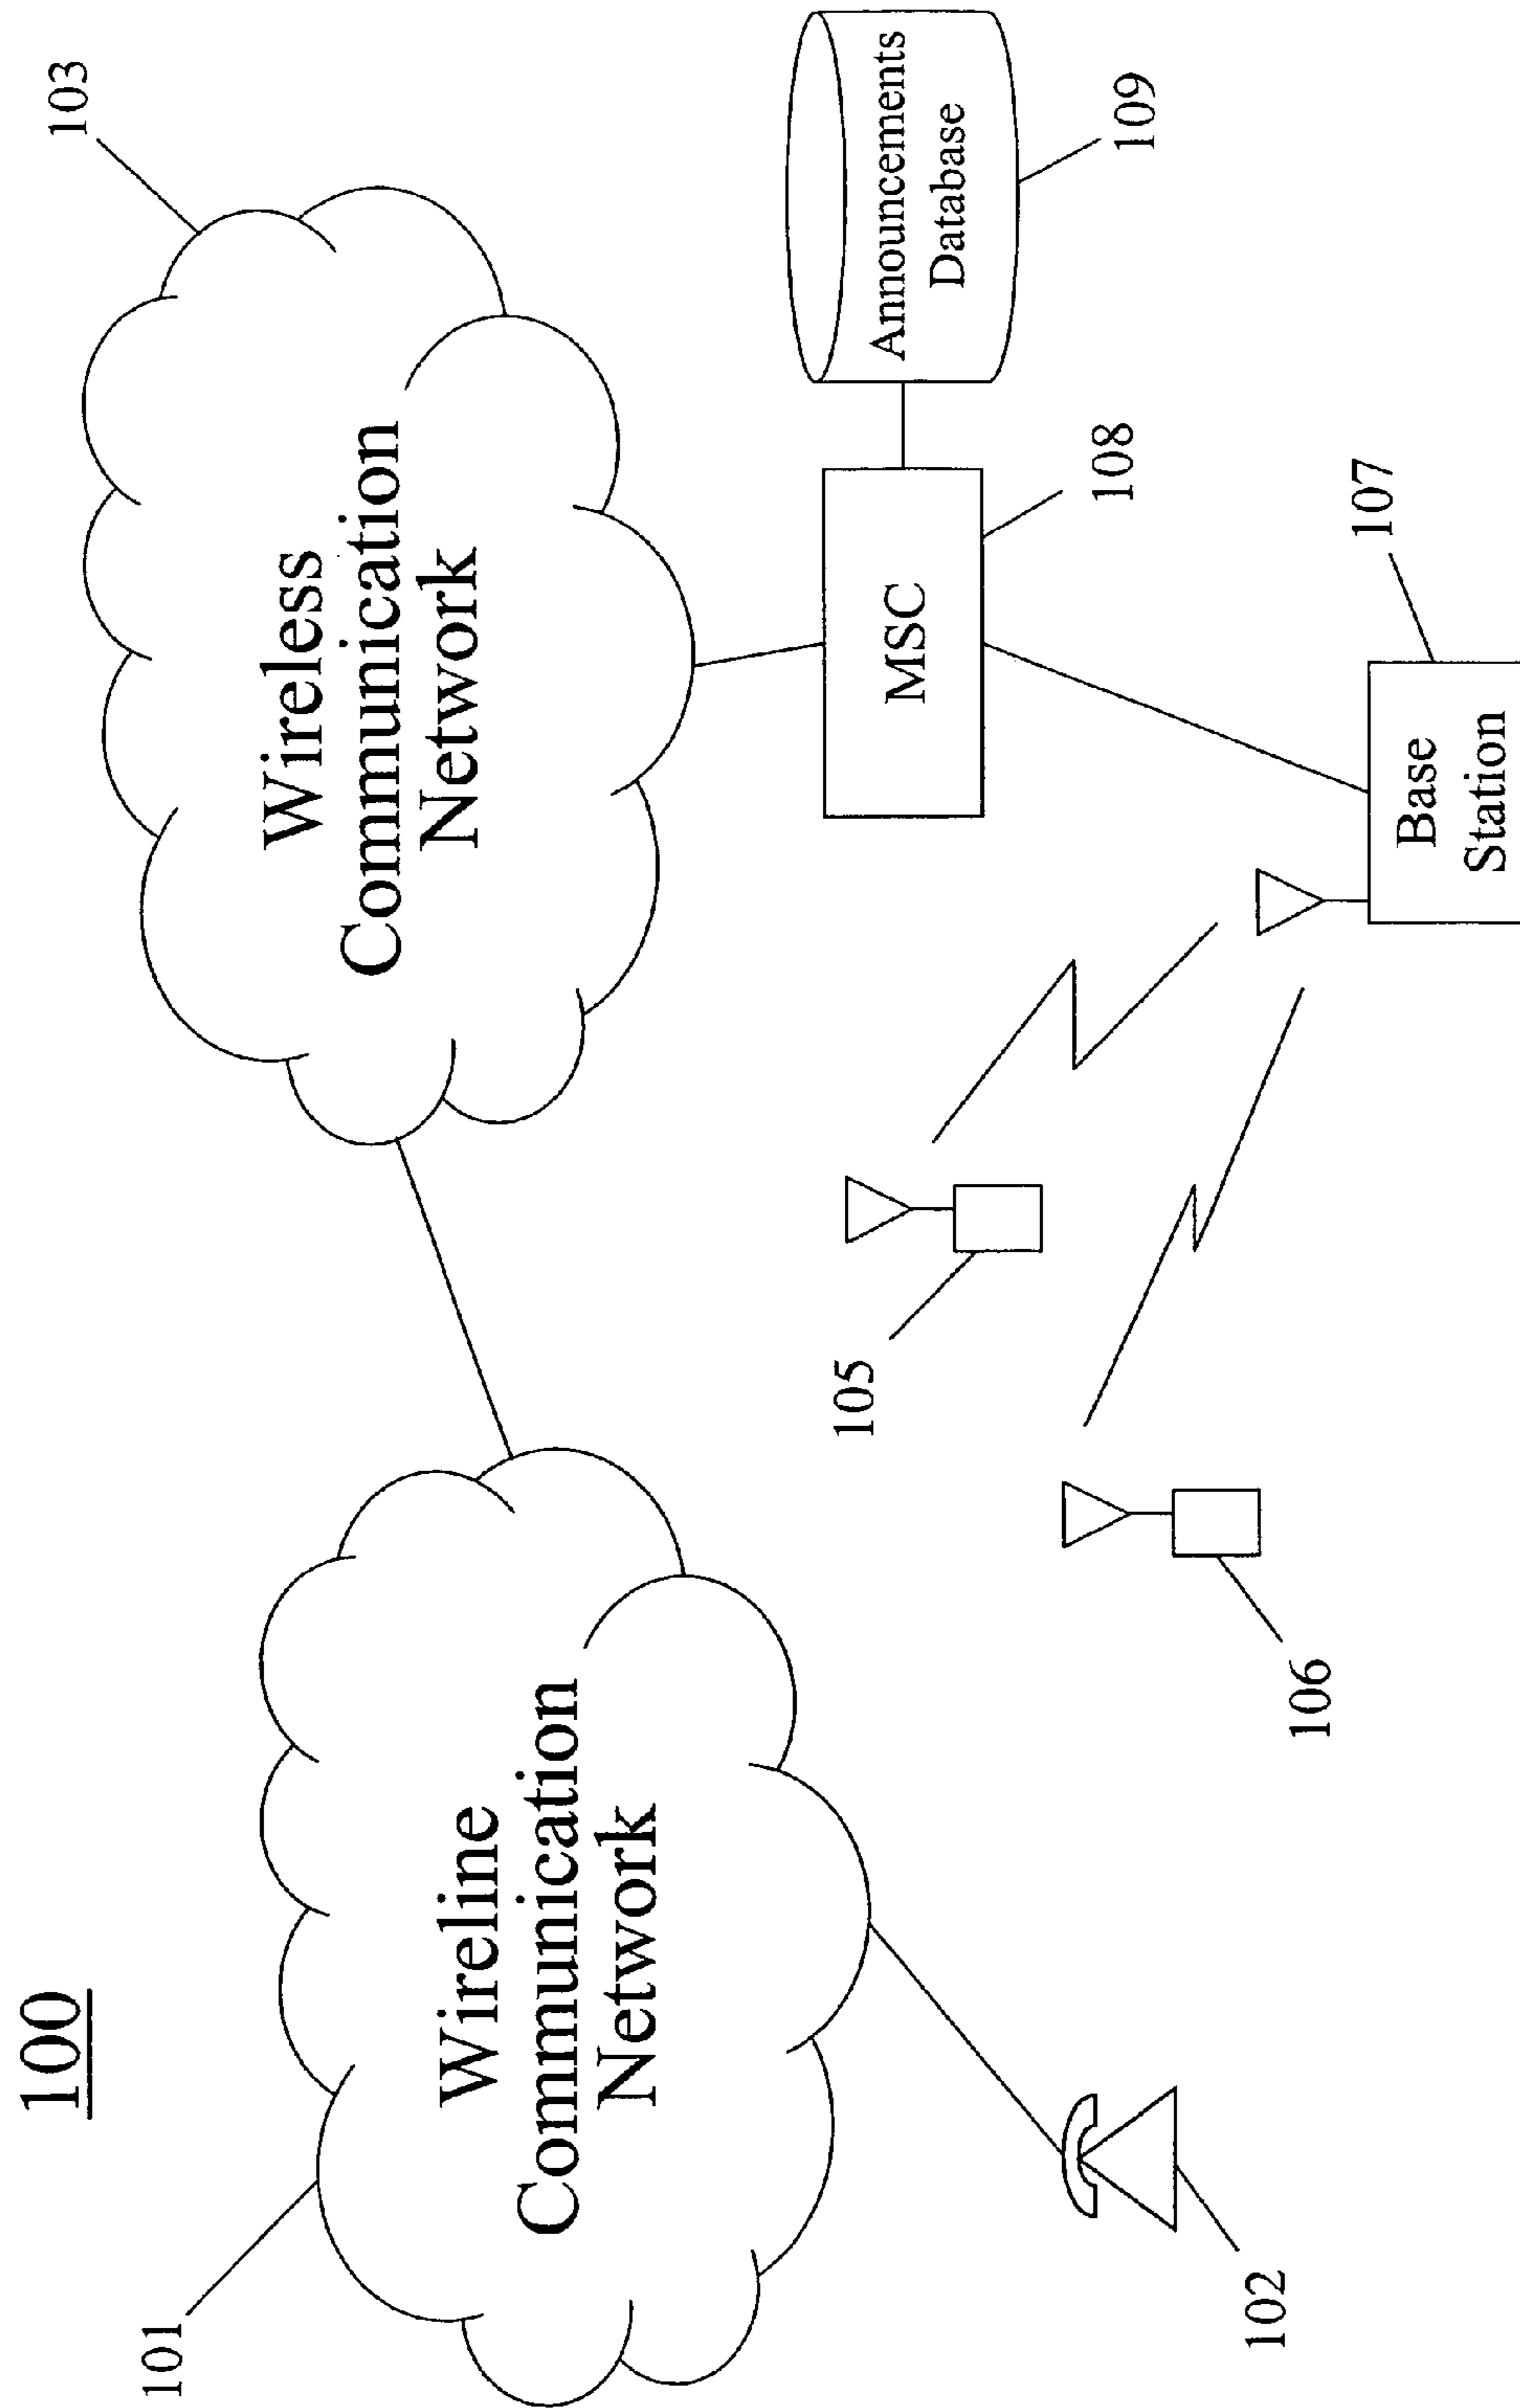 100
101
Wireline
Communication
Network
102
103
Wireless
Communication
Network
105
106
MSC
108
Announcements
Database
109
Base
Station
107